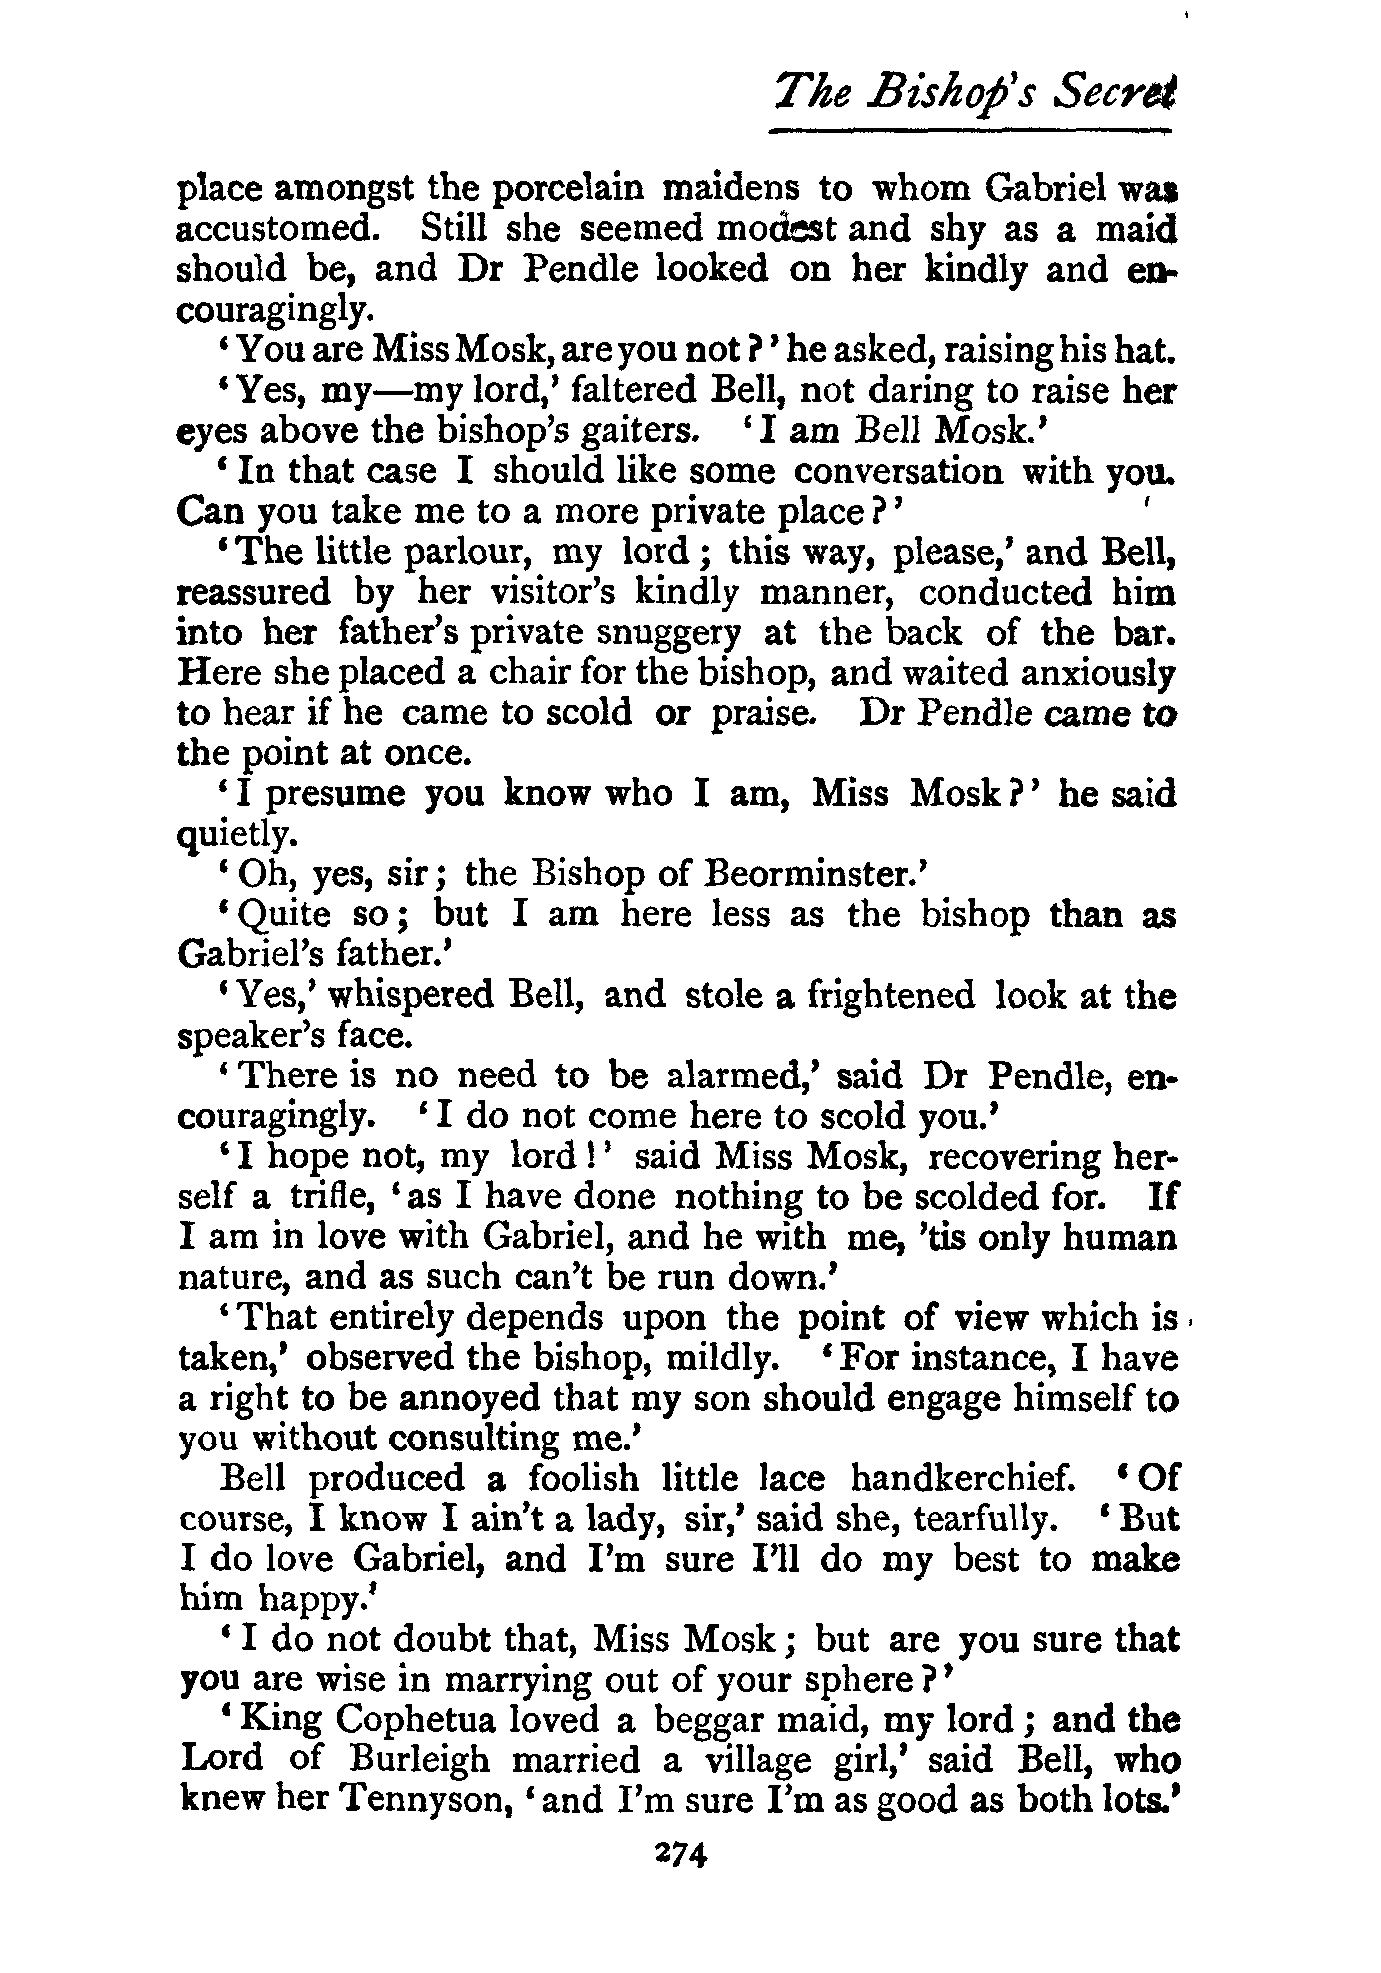 The Bishop's Secret
place amongst the porcelain maidens to whom Gabriel was
accustomed. Still she seemed modest and shy as a maid
should be, and Dr Pendle looked on her kindly and en-
couragingly.
‘You are Miss Mosk, are you not?’ he asked, raising his hat.
‘Yes, my—my lord,’ faltered Bell, not daring to raise her
eyes above the bishop's gaiters. ‘I am Bell Mosk.’
‘In that case I should like some conversation with you.
Can you take me to a more private place?’
‘The little parlour, my lord; this way, please,’ and Bell,
reassured by her visitor's kindly manner, conducted him
into her father's private snuggery at the back of the bar.
Here she placed a chair for the bishop, and waited anxiously
to hear if he came to scold or praise. Dr Pendle came to
the point at once.
‘I presume you know who I am, Miss Mosk?’ he said
quietly.
‘Oh, yes, sir; the Bishop of Beorminster.’
‘Quite so; but I am here less as the bishop than as
Gabriel's father.’
‘Yes,’ whispered Bell, and stole a frightened look at the
speaker's face.
‘There is no need to be alarmed,’ said Dr Pendle, en-
couragingly. ‘I do not come here to scold you.’
‘I hope not, my lord!’ said Miss Mosk, recovering her-
self a trifle, ‘as I have done nothing to be scolded for. If
I am in love with Gabriel, and he with me, 'tis only human
nature, and as such can't be run down.’
‘That entirely depends upon the point of view which is
taken,’ observed the bishop, mildly. ‘For instance, I have
a right to be annoyed that my son should engage himself to
you without consulting me.’
Bell produced a foolish little lace handkerchief. ‘Of
course, I know I ain't a lady, sir,’ said she, tearfully. ‘But
I do love Gabriel, and I'm sure I'll do my best to make
him happy.’
‘I do not doubt that, Miss Mosk; but are you sure that
you are wise in marrying out of your sphere?’
‘King Cophetua loved a beggar maid, my lord; and the
Lord of Burleigh married a village girl,’ said Bell, who
knew her Tennyson, ‘and I'm sure I'm as good as both lots.’
274